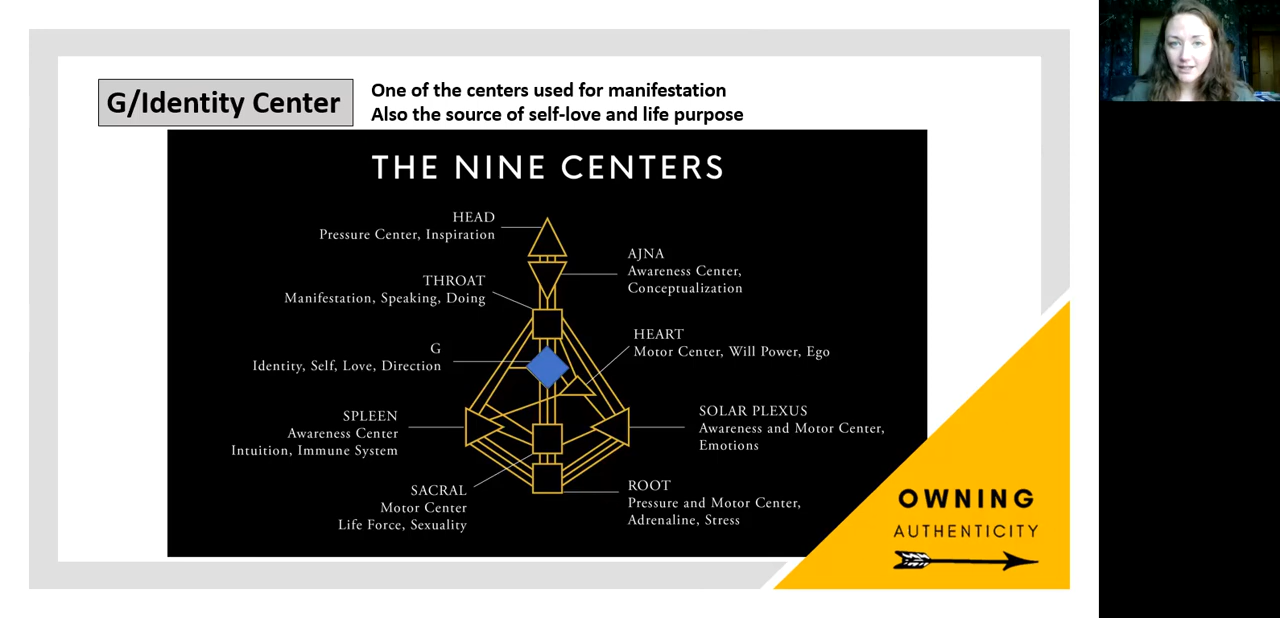 G/Identity Center
One of the centers used for manifestation
Also the source of self-love and life purpose
THE NINE CENTERS
HEAD
Pressure Center, Inspiration
AJNA
Awareness Center,
Conceptualization
THROAT
Manifestation, Speaking, Doing
HEART
Motor Center, Will Power, Ego
G
Identity, Self, Love, Direction
SPLEEN
Awareness Center
Intuition, Immune System
SOLAR PLEXUS
Awareness and Motor Center,
Emotions
SACRAL
Motor Center
Life Force, Sexuality
ROOT
Pressure and Motor Center,
Adrenaline, Stress
OWNING
AUTHENTICITY